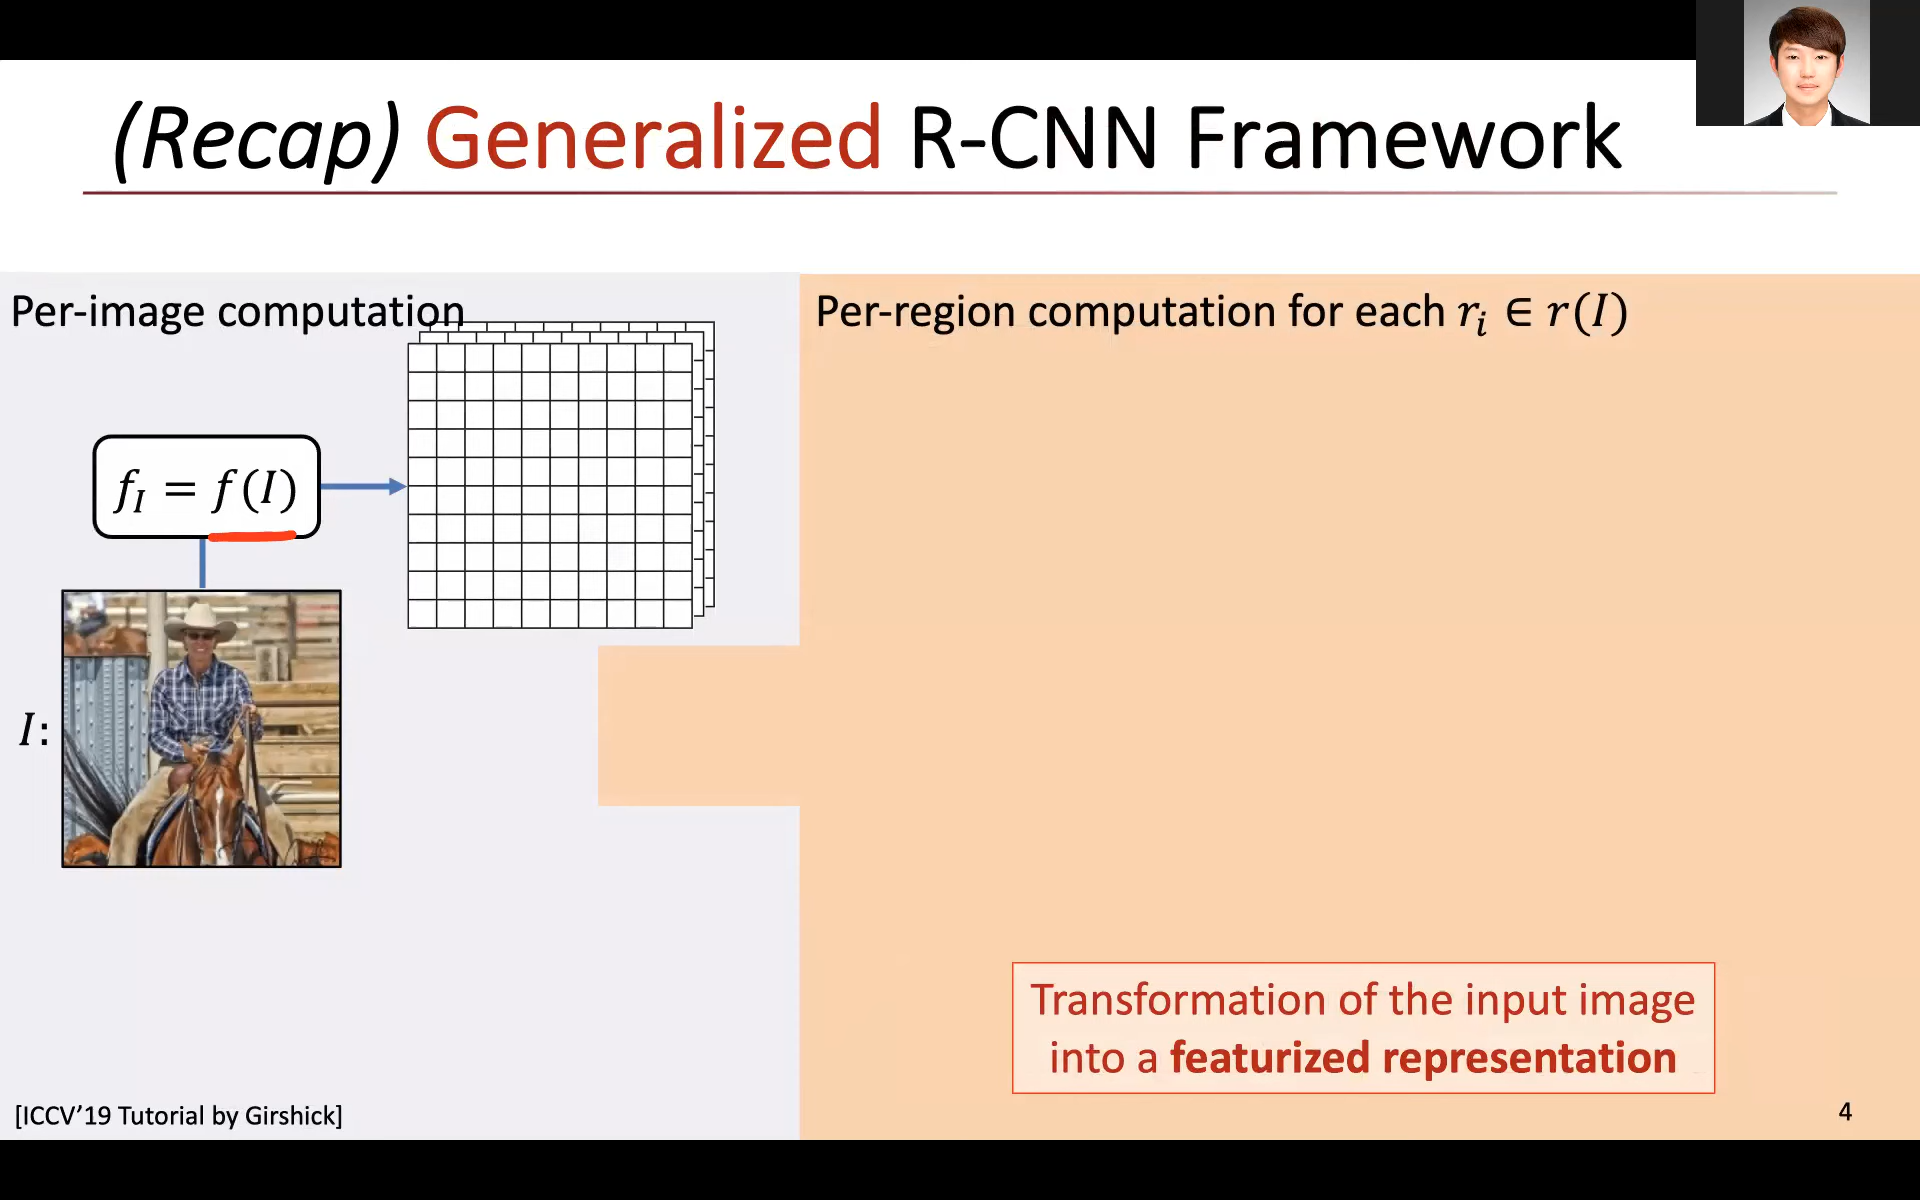 (Recap) Generalized R-CNN Framework
Per-image computation
Per-region computation for each r_i ∈ r(I)
f_I = f(I)
I:
Transformation of the input image
into a featurized representation
[ICCV’19 Tutorial by Girshick]
4